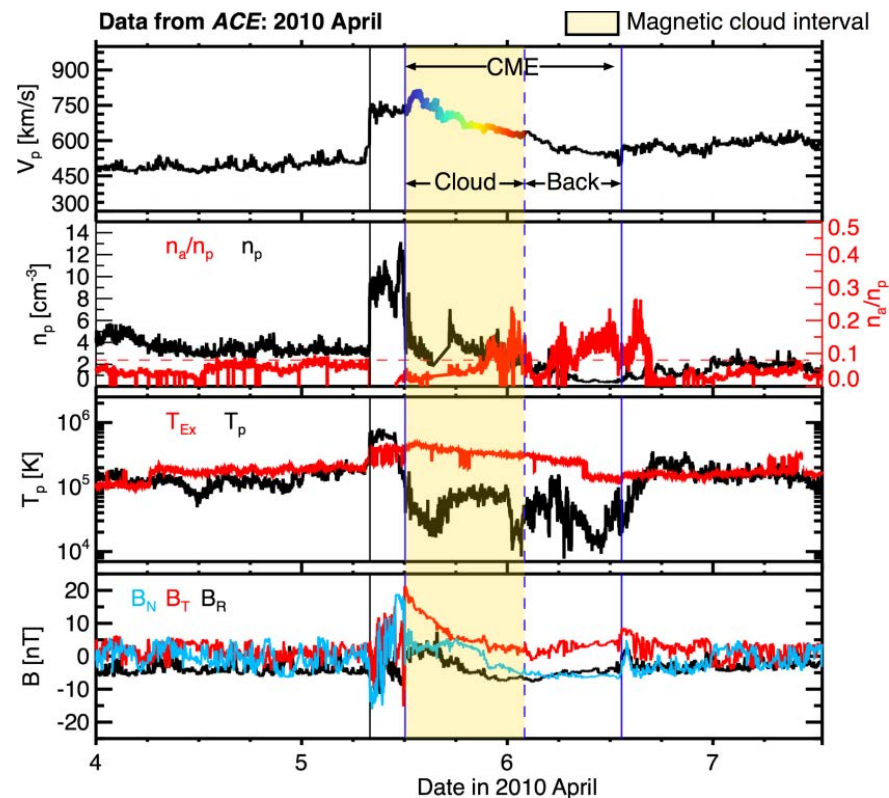 Data from ACE: 2010 April
Magnetic cloud interval
900
750
600
450
300
Vp [km/s]
CME
Cloud
Back
14
12
10
8
6
4
2
0
np [cm-3]
na/np np
0.5
0.4
0.3
0.2
0.1
0.0
na/np
10^6
10^5
10^4
Tp [K]
TEx Tp
20
10
0
-10
-20
B [nT]
BN BT BR
4 5 6 7
Date in 2010 April